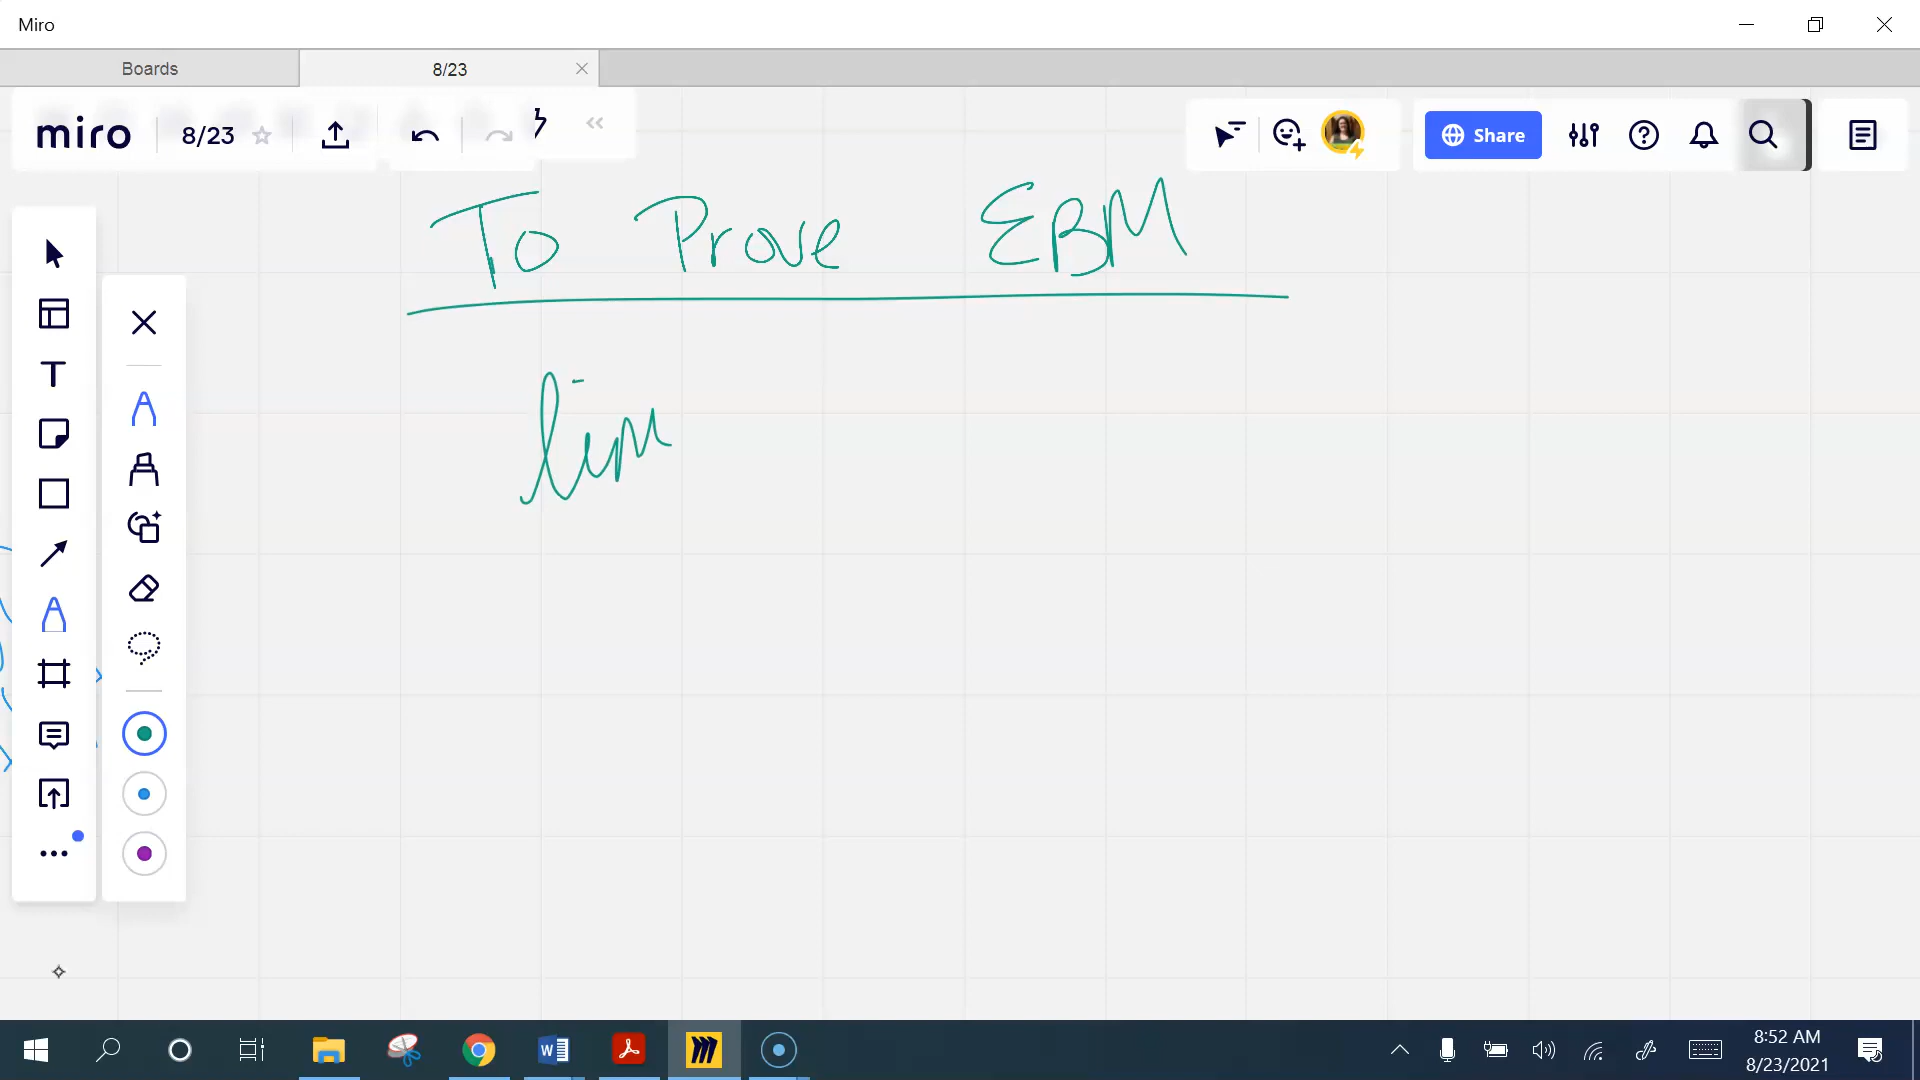 Miro
Boards 8/23
miro 8/23 Share
To Prove EBM
lim
8:52 AM
8/23/2021